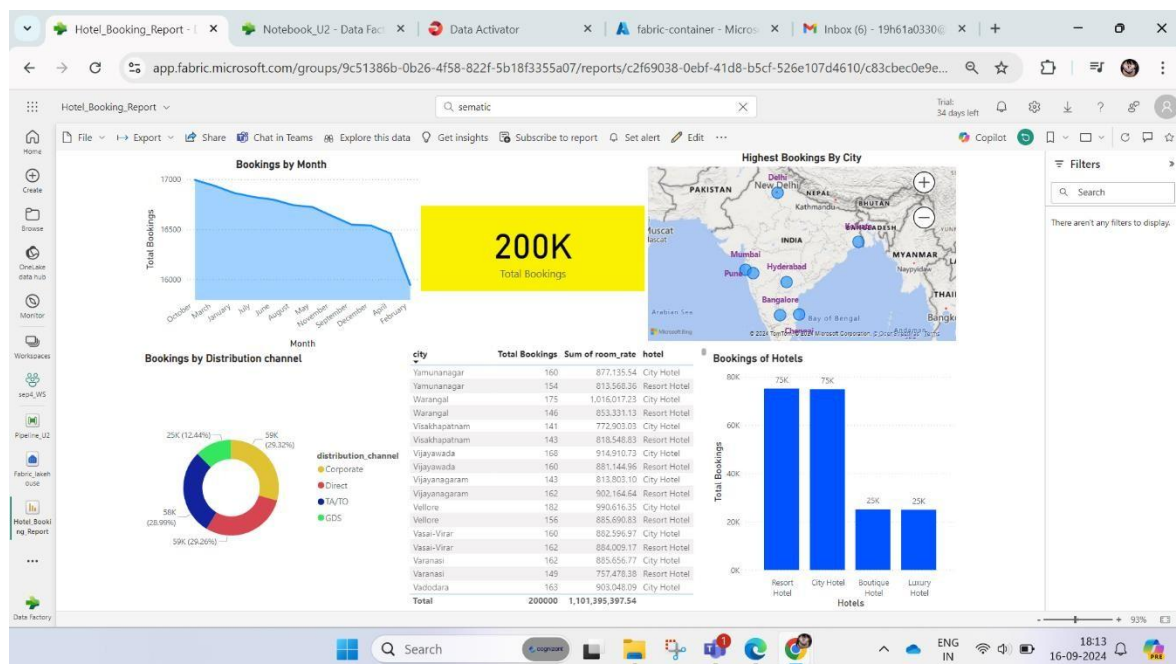 Hotel_Booking_Report - 
Notebook_U2 - Data Fac
Data Activator
fabric-container - Micros
Inbox (6) - 19h61a0330@
app.fabric.microsoft.com/groups/9c51386b-0b26-4f58-822f-5b18f3355a07/reports/c2f69038-0ebf-41d8-b5cf-526e107d4610/c83cbec0e9e...
Hotel_Booking_Report
sematic
Trial:
34 days left
File Export Share Chat in Teams Explore this data Get insights Subscribe to report Set alert Edit ...
Copilot
Home
Create
Browse
OneLake
data hub
Monitor
Workspaces
sep4_WS
Pipeline_U2
Fabric_lakeh
ouse
Hotel_Booki
ng_Report
Data Factory
Bookings by Month
Total Bookings
17000
16500
16000
October March January July June August May November September December April February
Month
200K
Total Bookings
Highest Bookings By City
PAKISTAN
Delhi
New Delhi
NEPAL
Kathmandu
BHUTAN
BANGLADESH
Muscat
INDIA
MYANMAR
Naypyidaw
Mumbai
Pune
Hyderabad
Bangalore
Chennai
THAI
Bangk
Arabian Sea
Bay of Bengal
Microsoft Bing
© 2024 TomTom, © 2024 Microsoft Corporation, © OpenStreetMap Terms
Filters
Search
There aren't any filters to display.
Bookings by Distribution channel
25K (12.44%)
59K
(29.32%)
58K
(28.99%)
59K (29.26%)
distribution_channel
Corporate
Direct
TA/TO
GDS
city Total Bookings Sum of room_rate hotel
Yamunanagar 160 877,135.54 City Hotel
Yamunanagar 154 813,568.36 Resort Hotel
Warangal 175 1,016,017.23 City Hotel
Warangal 146 853,331.13 Resort Hotel
Visakhapatnam 141 772,903.03 City Hotel
Visakhapatnam 143 818,548.83 Resort Hotel
Vijayawada 168 914,910.73 City Hotel
Vijayawada 160 881,144.96 Resort Hotel
Vijayanagaram 143 813,803.10 City Hotel
Vijayanagaram 162 902,164.64 Resort Hotel
Vellore 182 990,616.35 City Hotel
Vellore 156 885,690.83 Resort Hotel
Vasai-Virar 160 882,596.97 City Hotel
Vasai-Virar 162 884,009.17 Resort Hotel
Varanasi 162 885,656.77 City Hotel
Varanasi 149 757,478.38 Resort Hotel
Vadodara 163 903,048.09 City Hotel
Total 200000 1,101,395,397.54
Bookings of Hotels
Total Bookings
80K
60K
40K
20K
0K
75K
75K
25K
25K
Resort
Hotel
City Hotel
Boutique
Hotel
Luxury
Hotel
Hotels
93%
Search
cognizant
1
ENG
IN
18:13
16-09-2024
PRE